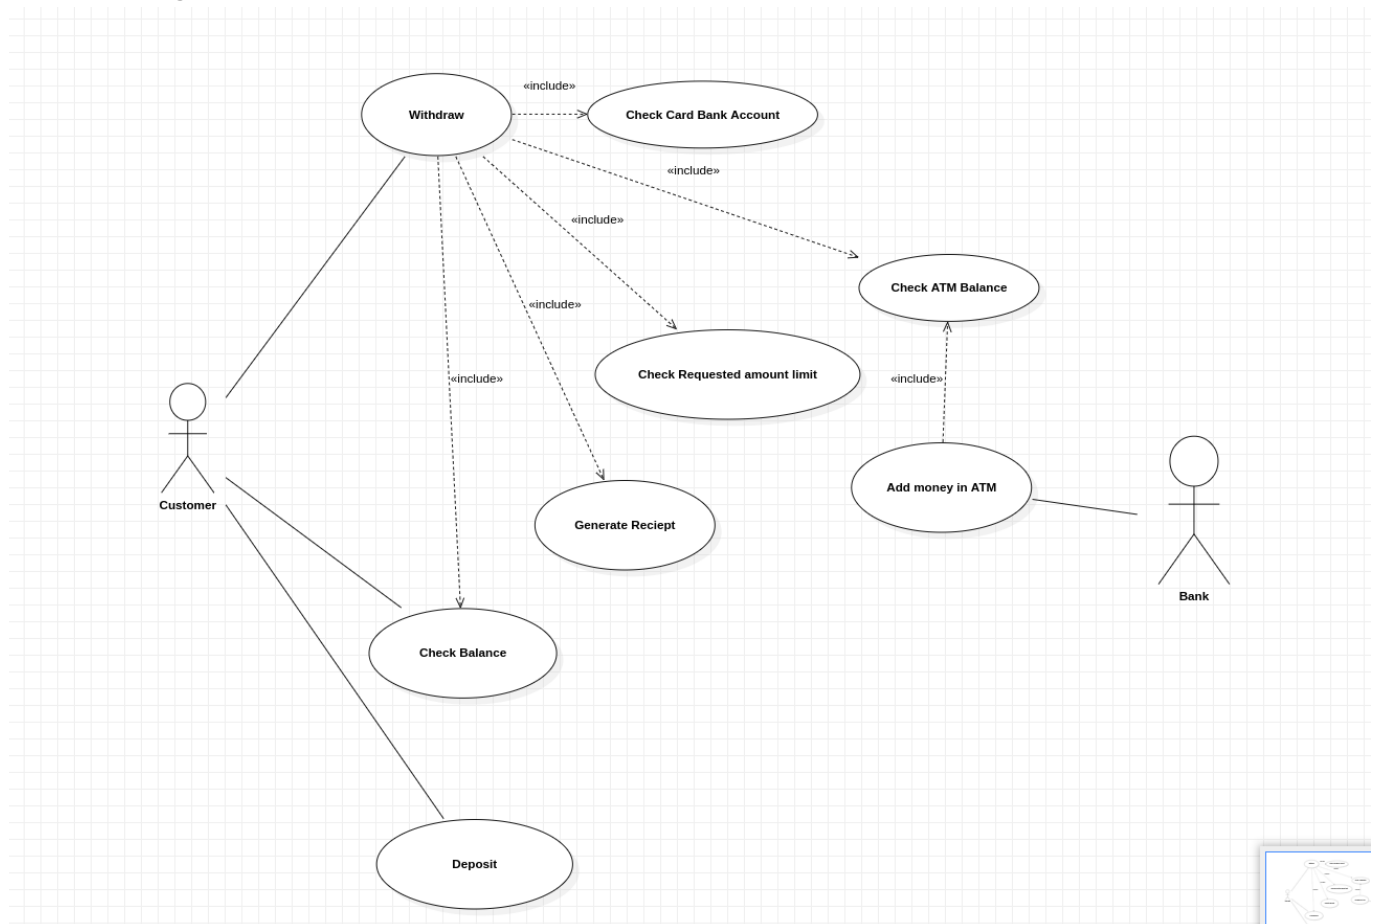 «include»
Withdraw
Check Card Bank Account
«include»
«include»
Check ATM Balance
«include»
Check Requested amount limit
«include»
«include»
Add money in ATM
Customer
Generate Reciept
Bank
Check Balance
Deposit